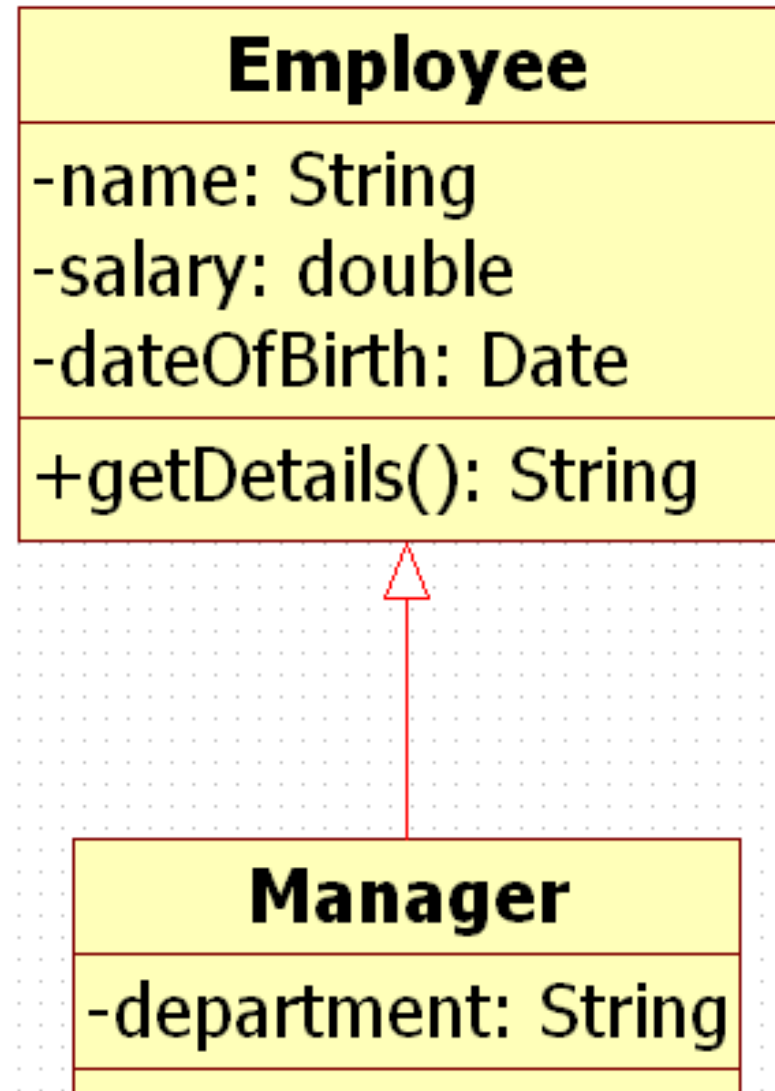 Employee
-name: String
-salary: double
-dateOfBirth: Date
+getDetails(): String
Manager
-department: String